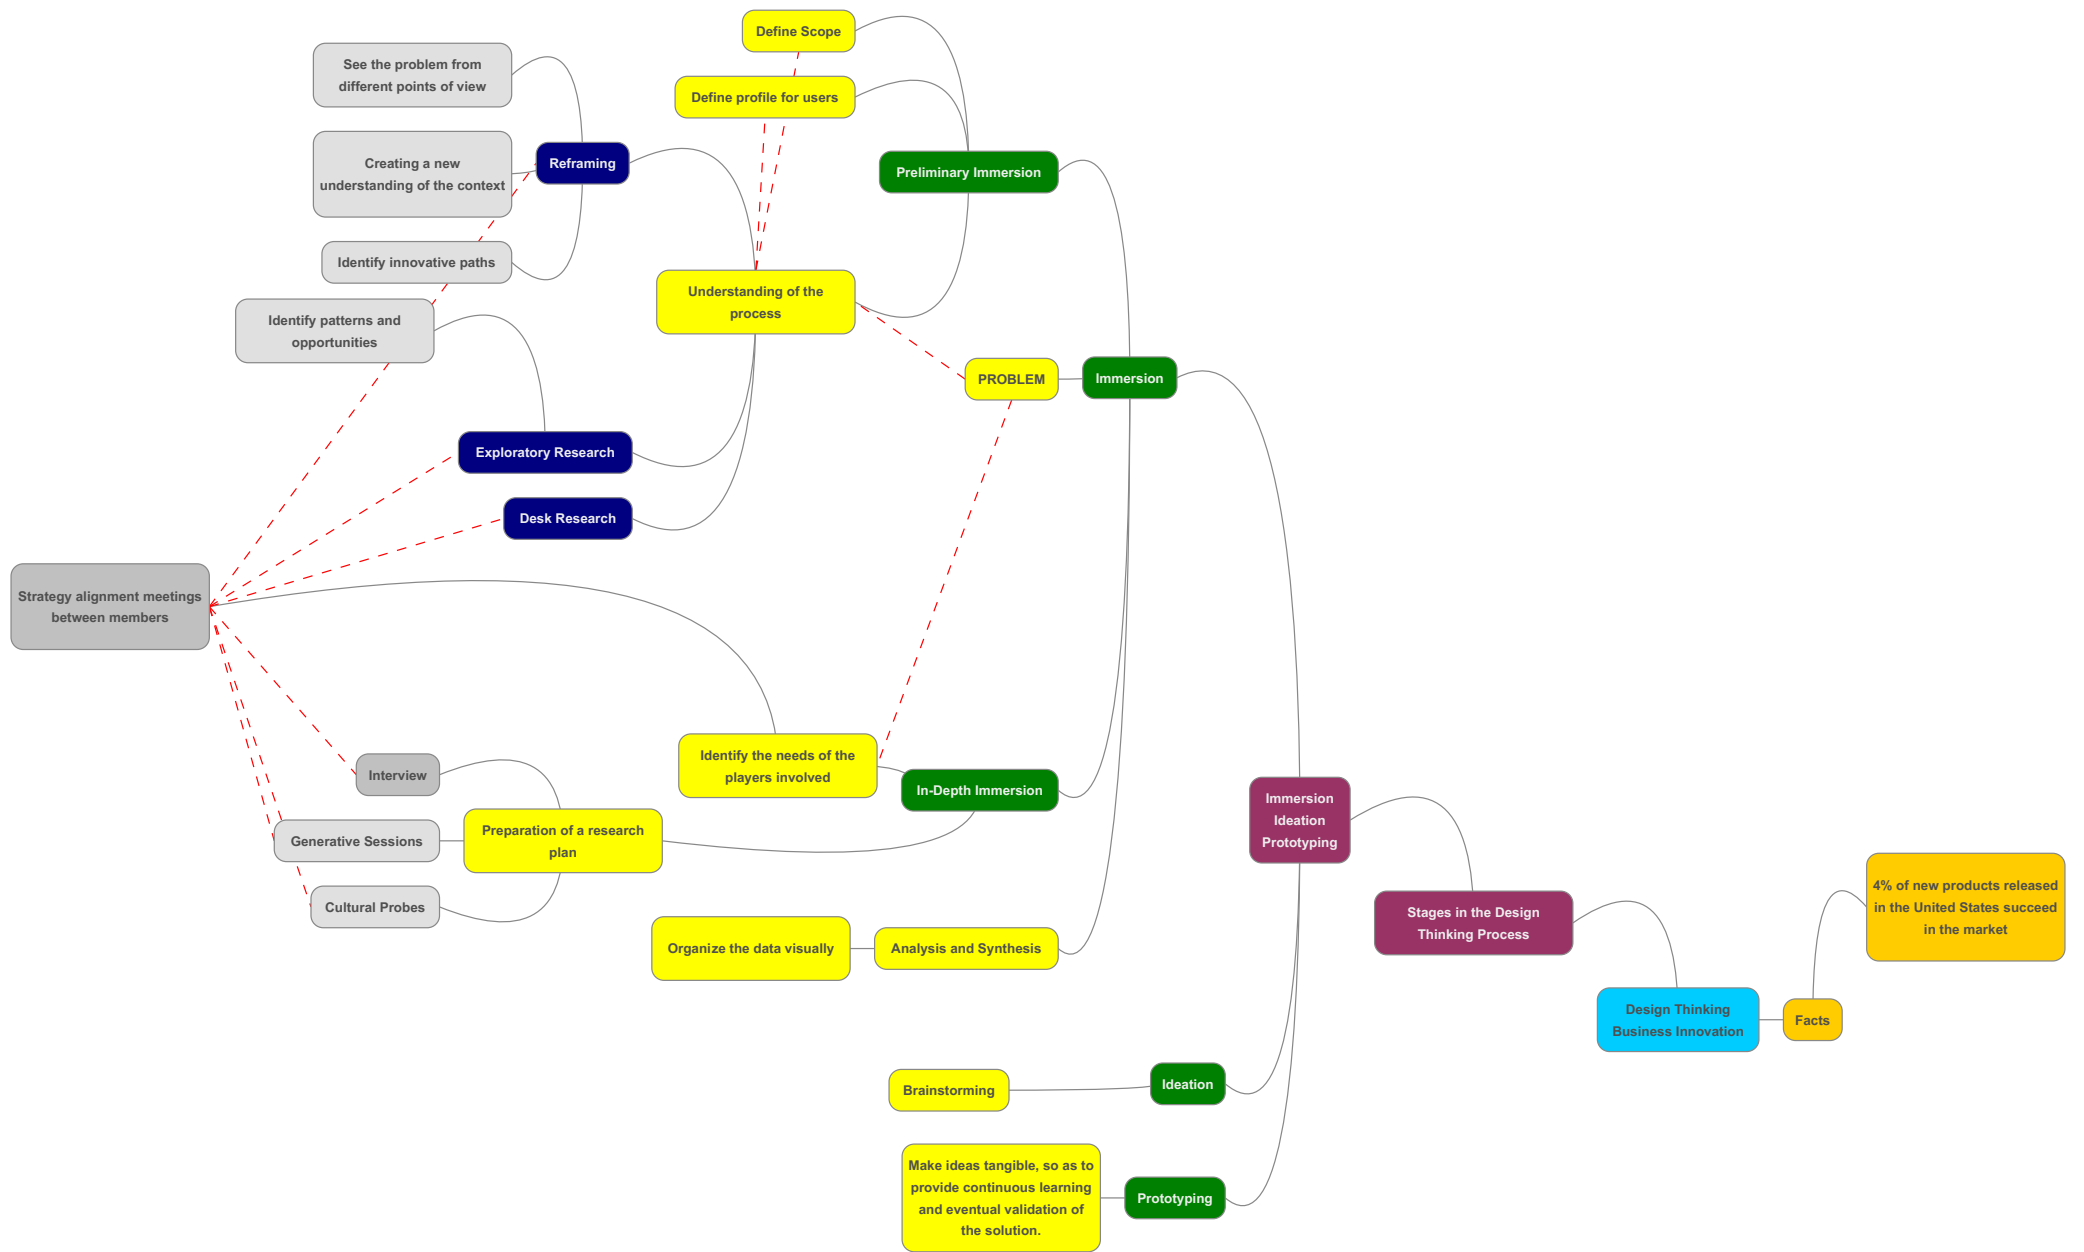 Define Scope
See the problem from
different points of view
Define profile for users
Creating a new
understanding of the context
Reframing
Preliminary Immersion
Identify innovative paths
Understanding of the
process
Identify patterns and
opportunities
PROBLEM
Immersion
Exploratory Research
Desk Research
Strategy alignment meetings
between members
Identify the needs of the
players involved
Interview
In-Depth Immersion
Immersion
Ideation
Prototyping
Generative Sessions
Preparation of a research
plan
Cultural Probes
Stages in the Design
Thinking Process
4% of new products released
in the United States succeed
in the market
Organize the data visually
Analysis and Synthesis
Design Thinking
Business Innovation
Facts
Brainstorming
Ideation
Make ideas tangible, so as to
provide continuous learning
and eventual validation of
the solution.
Prototyping